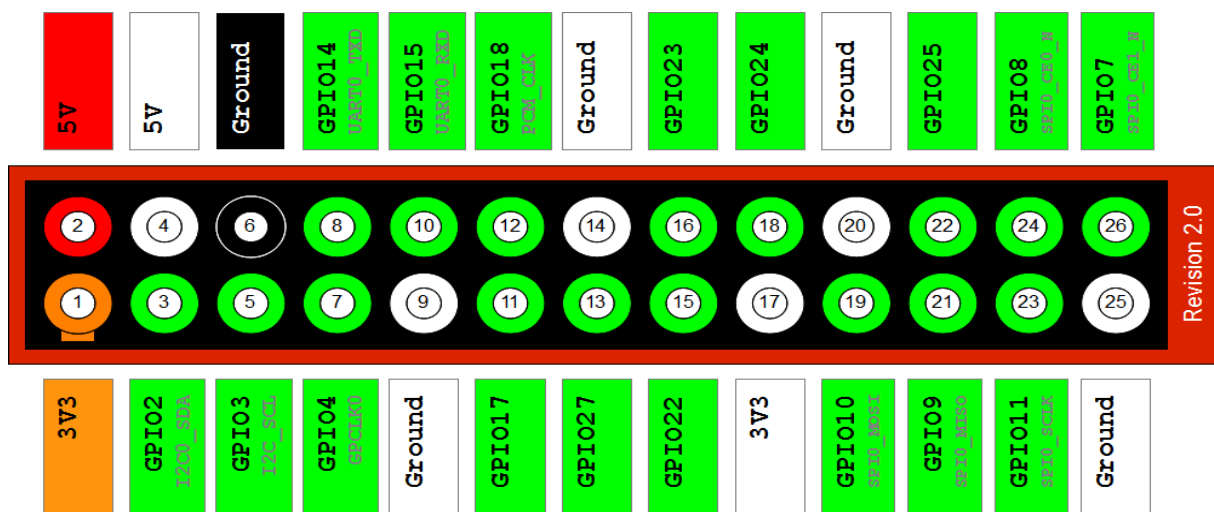 5V
5V
Ground
GPIO14
UART0_TXD
GPIO15
UART0_RXD
GPIO18
PCM_CLK
Ground
GPIO23
GPIO24
Ground
GPIO25
GPIO8
SPI0_CE0_N
GPIO7
SPI0_CE1_N
2 4 6 8 10 12 14 16 18 20 22 24 26
1 3 5 7 9 11 13 15 17 19 21 23 25
Revision 2.0
3V3
GPIO2
I2C0_SDA
GPIO3
I2C_SCL
GPIO4
GPCLK0
Ground
GPIO17
GPIO27
GPIO22
3V3
GPIO10
SPI0_MOSI
GPIO9
SPI0_MISO
GPIO11
SPI0_SCLK
Ground